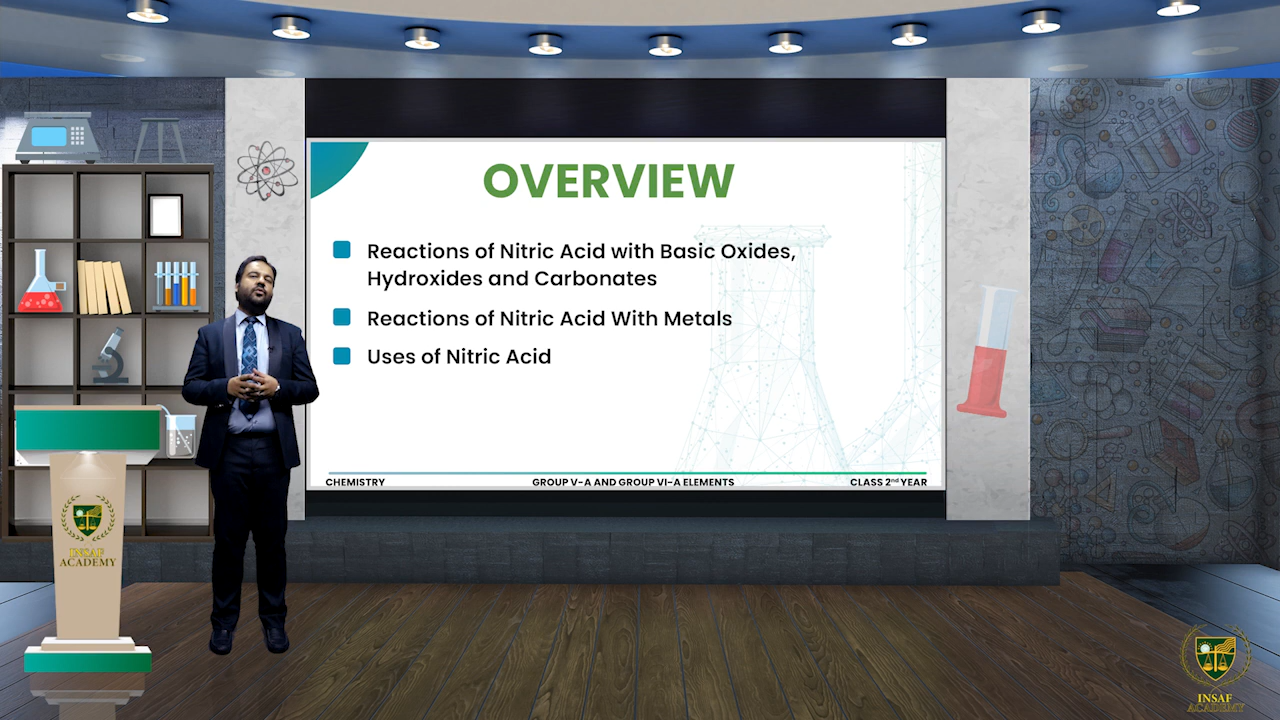 OVERVIEW
Reactions of Nitric Acid with Basic Oxides,
Hydroxides and Carbonates
Reactions of Nitric Acid With Metals
Uses of Nitric Acid
CHEMISTRY
GROUP V-A AND GROUP VI-A ELEMENTS
CLASS 2nd YEAR
INSAF
ACADEMY
INSAF
ACADEMY